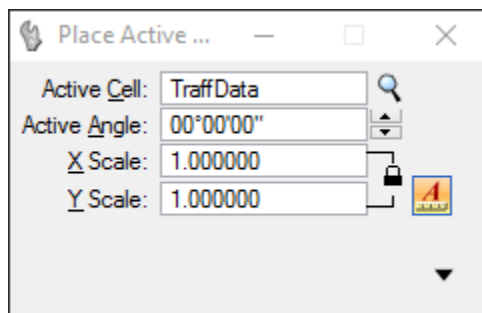 Place Active ...
Active Cell: TraffData
Active Angle: 00°00'00"
X Scale: 1.000000
Y Scale: 1.000000
A